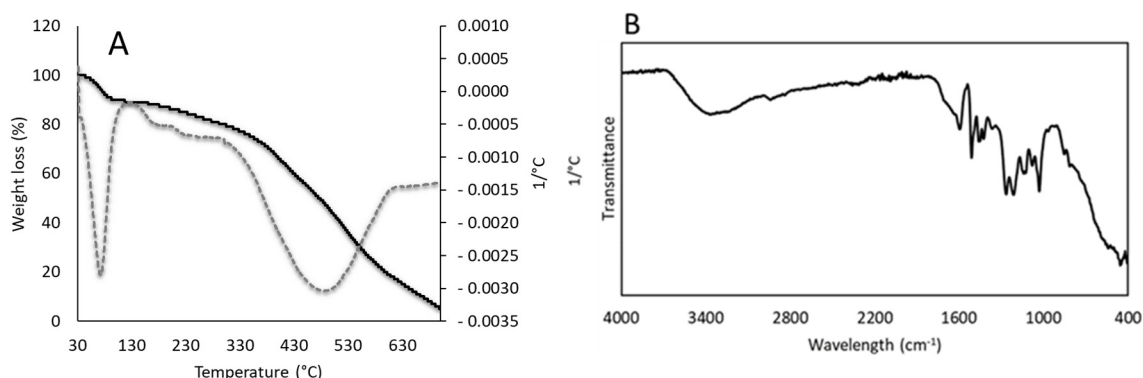 A
120
100
80
60
40
20
0
Weight loss (%)
30 130 230 330 430 530 630
Temperature (°C)
0.0010
0.0005
0.0000
- 0.0005
- 0.0010
- 0.0015
- 0.0020
- 0.0025
- 0.0030
- 0.0035
1/°C
1/°C
B
Transmittance
4000 3400 2800 2200 1600 1000 400
Wavelength (cm-1)